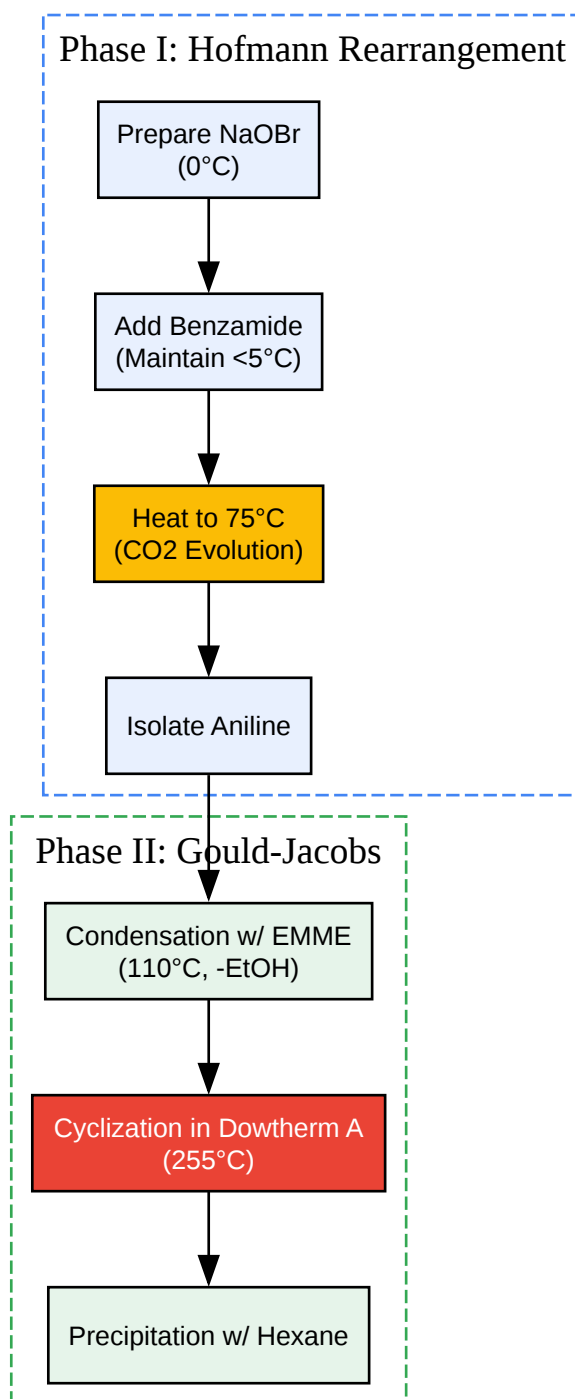 Phase I: Hofmann Rearrangement
Prepare NaOBr
(0°C)
Add Benzamide
(Maintain <5°C)
Heat to 75°C
(CO2 Evolution)
Isolate Aniline
Phase II: Gould-Jacobs
Condensation w/ EMME
(110°C, -EtOH)
Cyclization in Dowtherm A
(255°C)
Precipitation w/ Hexane